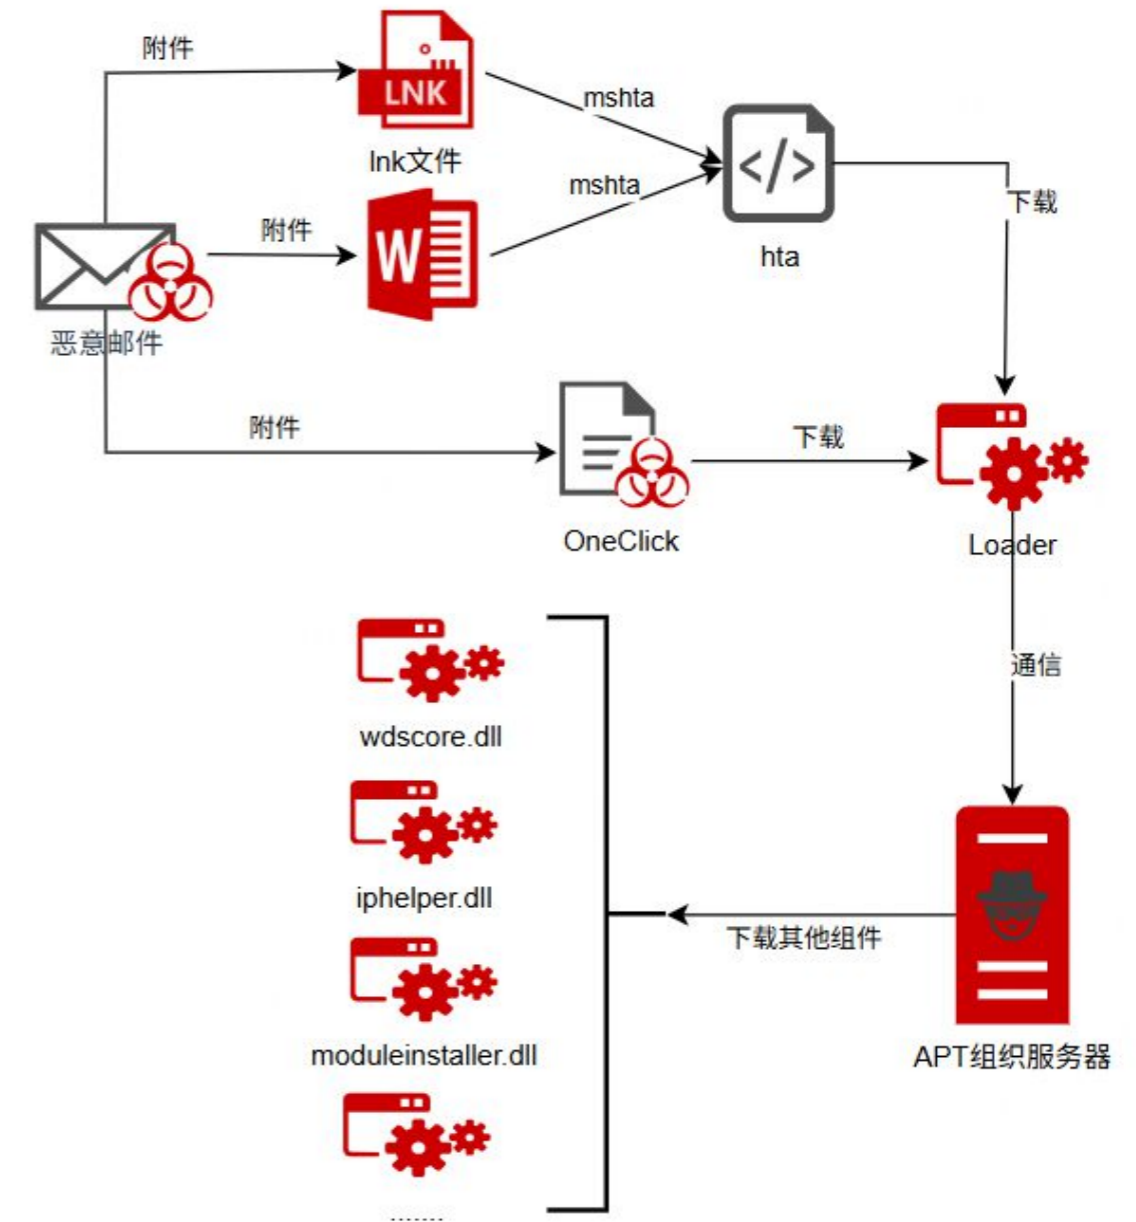 附件
LNK
lnk文件
mshta
mshta
下载
附件
W
hta
恶意邮件
附件
OneClick
下载
Loader
通信
wdscore.dll
iphelper.dll
下载其他组件
moduleinstaller.dll
APT组织服务器
.......